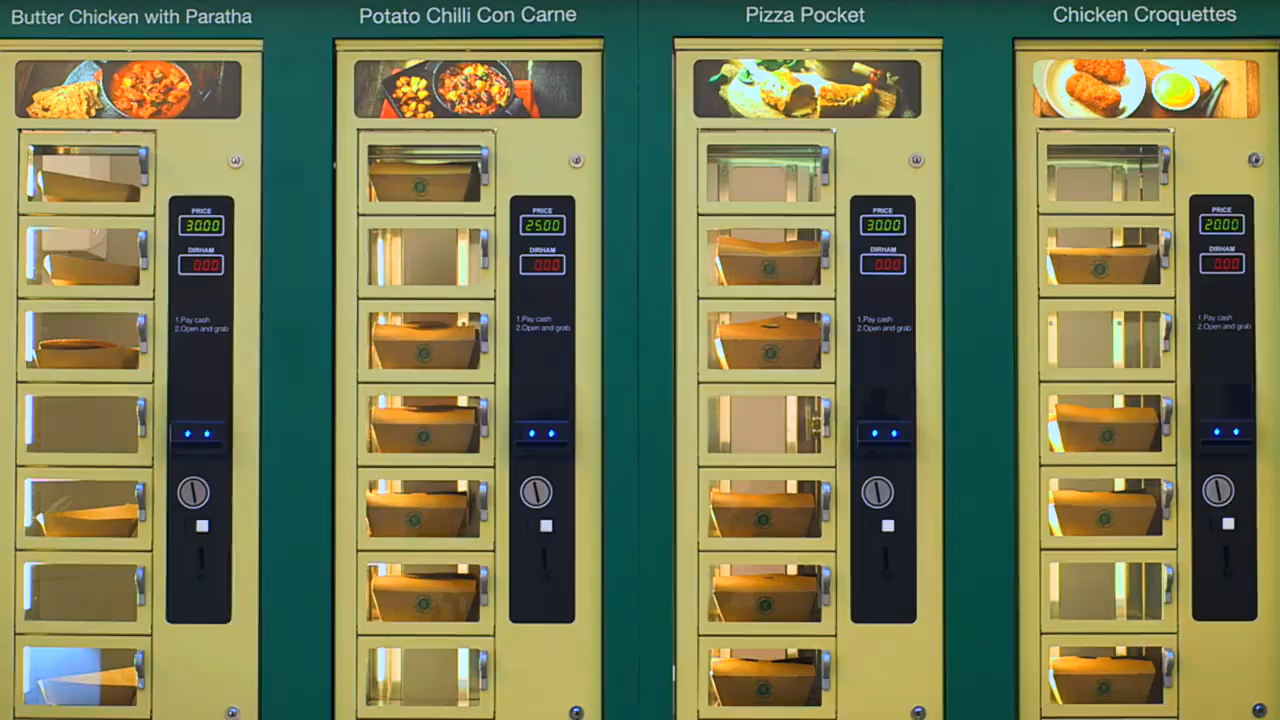 Butter Chicken with Paratha
Potato Chilli Con Carne
Pizza Pocket
Chicken Croquettes
PRICE
30.00
DIRHAM
0.00
1.Pay cash
2.Open and grab
PRICE
25.00
DIRHAM
0.00
1.Pay cash
2.Open and grab
PRICE
30.00
DIRHAM
0.00
1.Pay cash
2.Open and grab
PRICE
20.00
DIRHAM
0.00
1.Pay cash
2.Open and grab